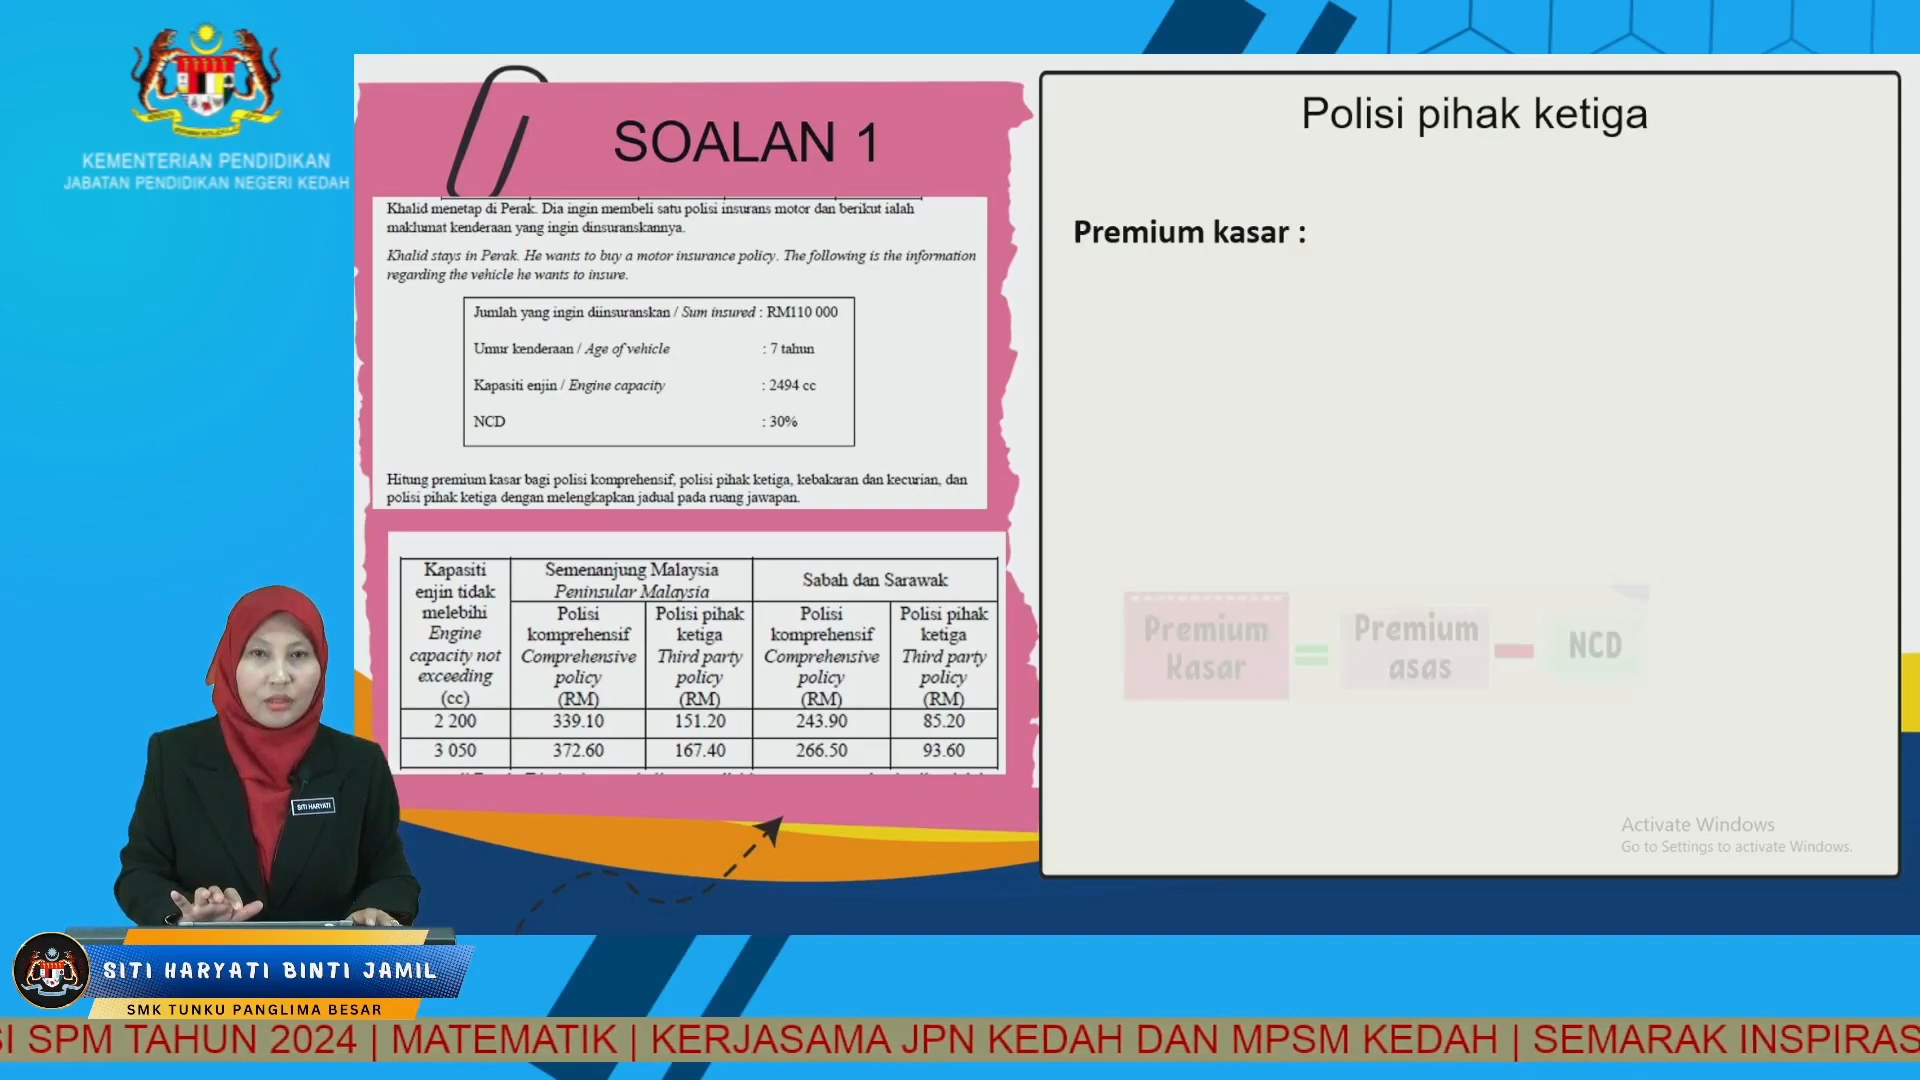 KEMENTERIAN PENDIDIKAN
JABATAN PENDIDIKAN NEGERI KEDAH
SOALAN 1
Khalid menetap di Perak. Dia ingin membeli satu polisi insurans motor dan berikut ialah
maklumat kenderaan yang ingin dinsuranskannya.
Khalid stays in Perak. He wants to buy a motor insurance policy. The following is the information
regarding the vehicle he wants to insure.
Jumlah yang ingin diinsuranskan / Sum insured : RM110 000
Umur kenderaan / Age of vehicle : 7 tahun
Kapasiti enjin / Engine capacity : 2494 cc
NCD : 30%
Hitung premium kasar bagi polisi komprehensif, polisi pihak ketiga, kebakaran dan kecurian, dan
polisi pihak ketiga dengan melengkapkan jadual pada ruang jawapan.
Kapasiti
enjin tidak
melebihi
Engine
capacity not
exceeding
(cc)
Semenanjung Malaysia
Peninsular Malaysia
Sabah dan Sarawak
Polisi
komprehensif
Comprehensive
policy
(RM)
Polisi pihak
ketiga
Third party
policy
(RM)
Polisi
komprehensif
Comprehensive
policy
(RM)
Polisi pihak
ketiga
Third party
policy
(RM)
2 200 339.10 151.20 243.90 85.20
3 050 372.60 167.40 266.50 93.60
Polisi pihak ketiga
Premium kasar :
Premium
Kasar
=
Premium
asas
-
NCD
Activate Windows
Go to Settings to activate Windows.
SITI HARYATI
SITI HARYATI BINTI JAMIL
SMK TUNKU PANGLIMA BESAR
SI SPM TAHUN 2024 | MATEMATIK | KERJASAMA JPN KEDAH DAN MPSM KEDAH | SEMARAK INSPIRAS